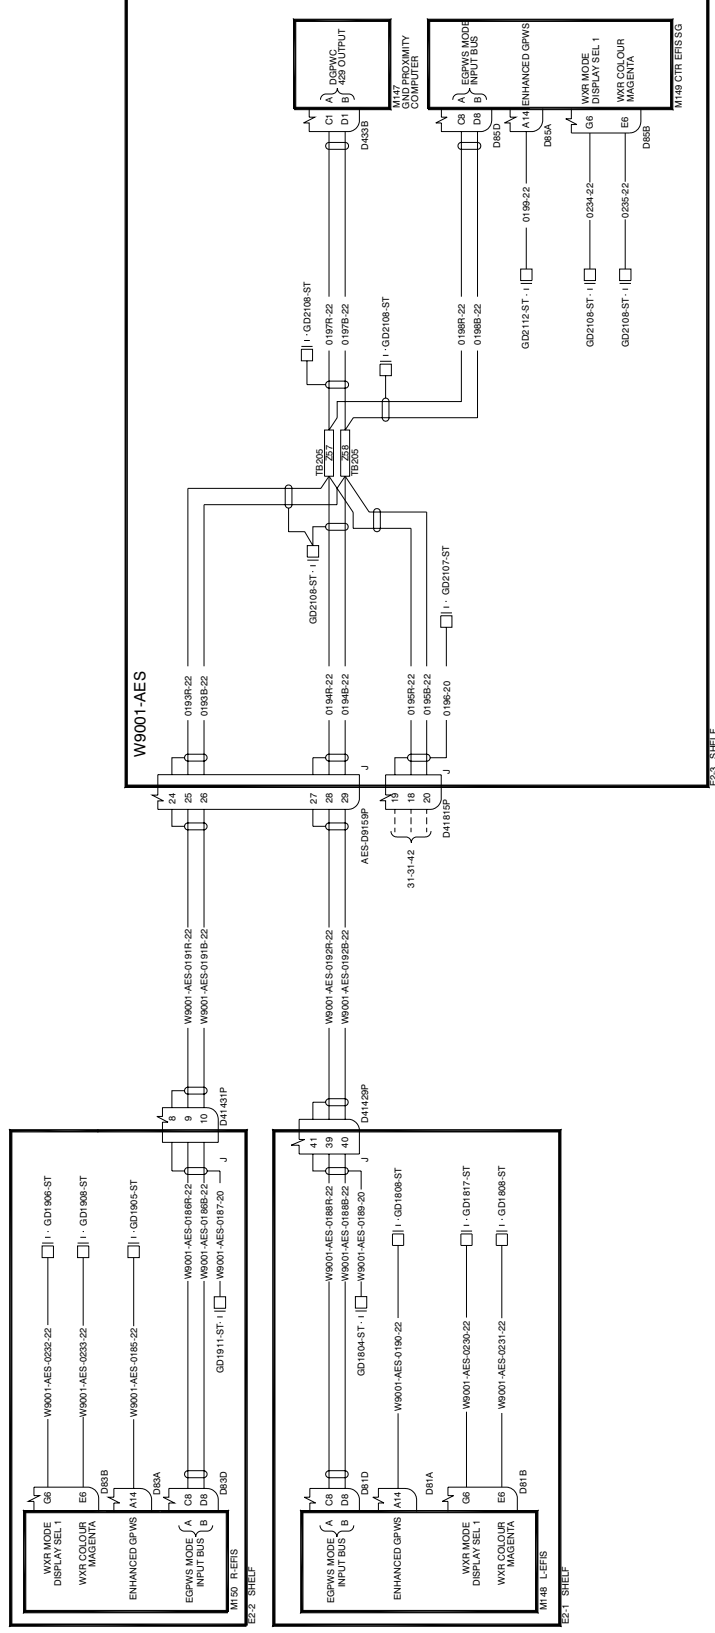 DGPWC
429 OUTPUT
A
B
C1
D1
D433B
M147
GND PROXIMITY
COMPUTER
EGPWS MODE
INPUT BUS
A
B
C8
D8
D85D
ENHANCED GPWS
A14
D85A
WXR MODE
DISPLAY SEL 1
G6
WXR COLOUR
MAGENTA
E6
D85B
M149 CTR EFIS SG
0199-22
GD2112-ST · I
0234-22
GD2108-ST · I
0235-22
GD2108-ST · I
I · GD2108-ST
0197R-22
0197B-22
I · GD2108-ST
0198R-22
0198B-22
TB205
Z57
Z58
TB205
GD2108-ST · I
W9001-AES
0193R-22
0193B-22
0194R-22
0194B-22
0195R-22
0195B-22
0196-20
I · GD2107-ST
E2-3 SHELF
24
25
26
27
28
29
J
AES-D9159P
19
18
20
J
D41815P
31-31-42
W9001-AES-0191R-22
W9001-AES-0191B-22
W9001-AES-0192R-22
W9001-AES-0192B-22
8
9
10
D41431P
J
41
39
40
D41429P
J
I · GD1906-ST
I · GD1908-ST
I · GD1905-ST
W9001-AES-0232-22
W9001-AES-0233-22
W9001-AES-0185-22
W9001-AES-0186R-22
W9001-AES-0186B-22
W9001-AES-0187-20
GD1911-ST · I
G6
E6
D83B
A14
D83A
C8
D8
D83D
WXR MODE
DISPLAY SEL 1
WXR COLOUR
MAGENTA
ENHANCED GPWS
EGPWS MODE
INPUT BUS
A
B
M150 R-EFIS
E2-2 SHELF
W9001-AES-0188R-22
W9001-AES-0188B-22
W9001-AES-0189-20
GD1804-ST · I
I · GD1808-ST
I · GD1817-ST
I · GD1808-ST
W9001-AES-0190-22
W9001-AES-0230-22
W9001-AES-0231-22
C8
D8
D81D
A14
D81A
G6
E6
D81B
EGPWS MODE
INPUT BUS
A
B
ENHANCED GPWS
WXR MODE
DISPLAY SEL 1
WXR COLOUR
MAGENTA
M148 L-EFIS
E2-1 SHELF